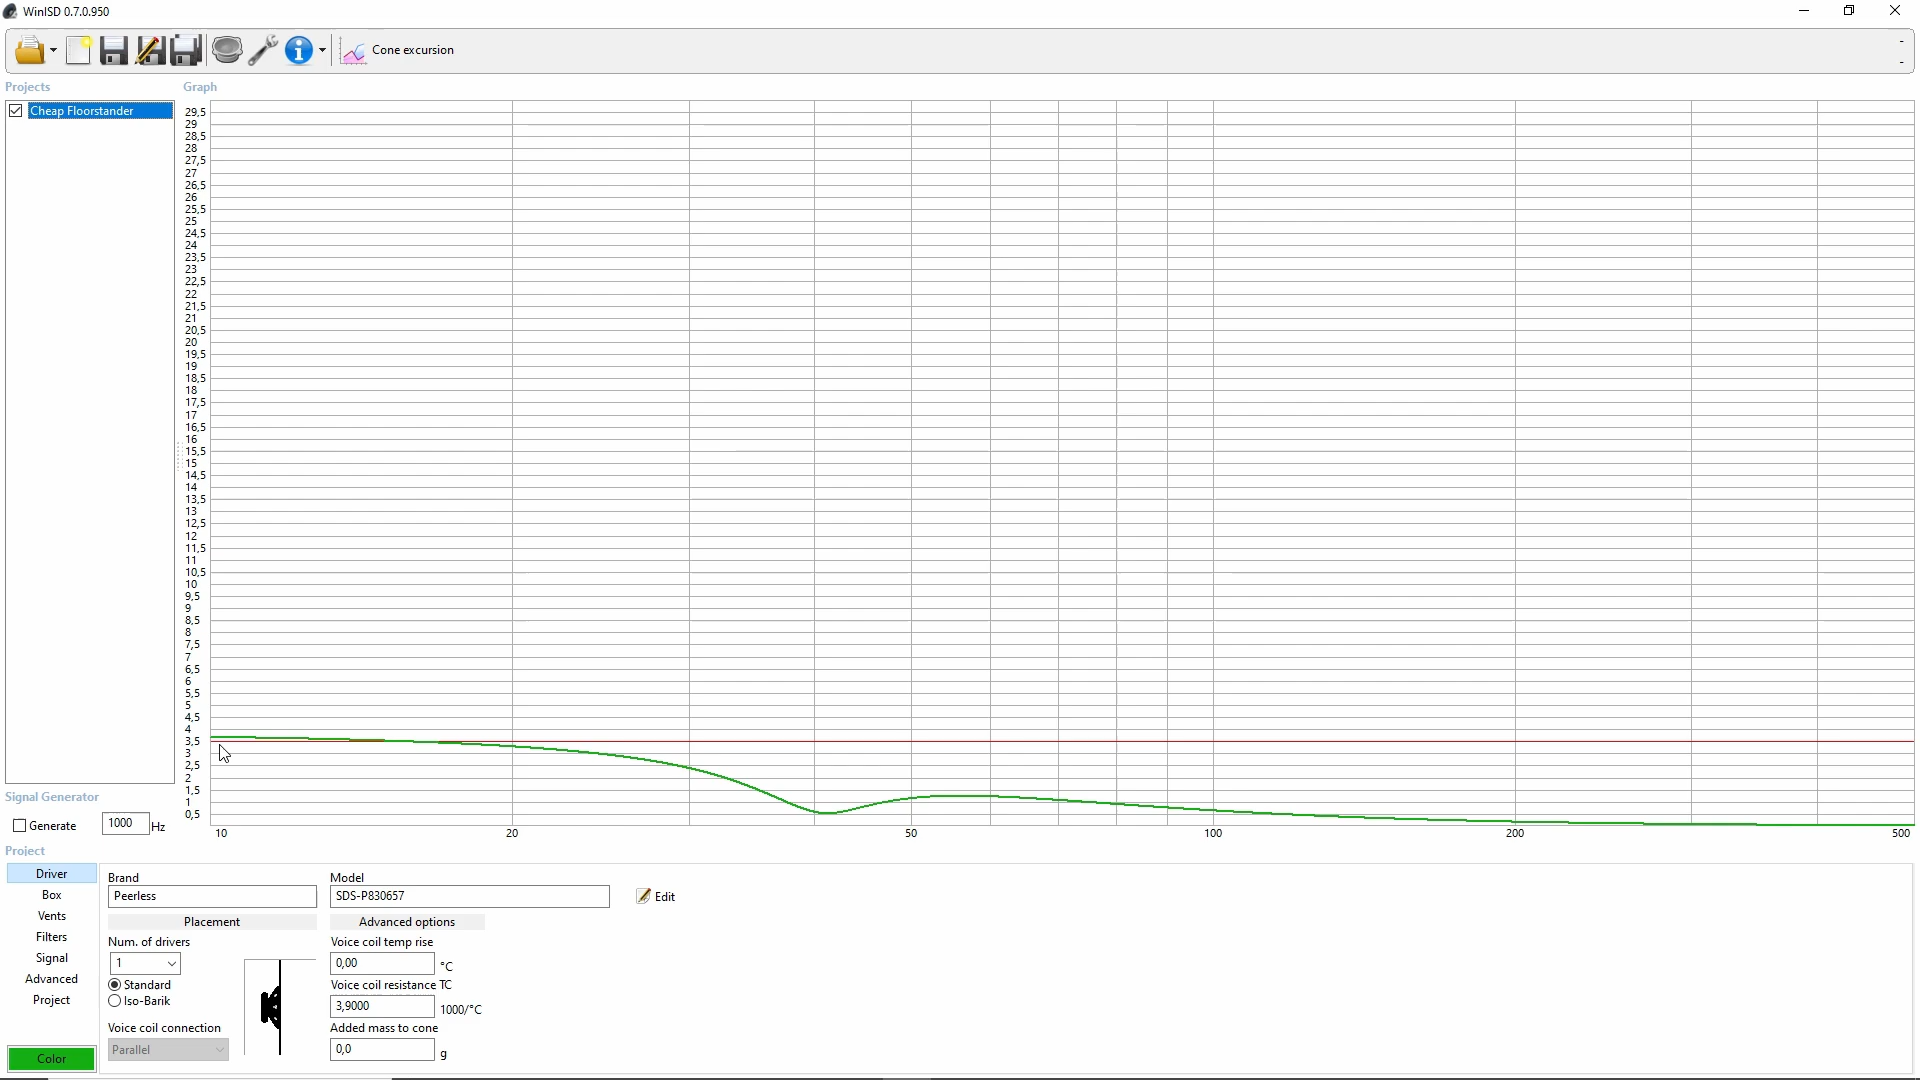 WinISD 0.7.0.950
Cone excursion
Projects
Graph
Cheap Floorstander
29,5
29
28,5
28
27,5
27
26,5
26
25,5
25
24,5
24
23,5
23
22,5
22
21,5
21
20,5
20
19,5
19
18,5
18
17,5
17
16,5
16
15,5
15
14,5
14
13,5
13
12,5
12
11,5
11
10,5
10
9,5
9
8,5
8
7,5
7
6,5
6
5,5
5
4,5
4
3,5
3
2,5
2
1,5
1
0,5
10 20 50 100 200 500
Signal Generator
Generate 1000 Hz
Project
Driver
Box
Vents
Filters
Signal
Advanced
Project
Color
Brand
Peerless
Model
SDS-P830657
Edit
Placement
Num. of drivers
1
Standard
Iso-Barik
Voice coil connection
Parallel
Advanced options
Voice coil temp rise
0,00 °C
Voice coil resistance TC
3,9000 1000/°C
Added mass to cone
0,0 g